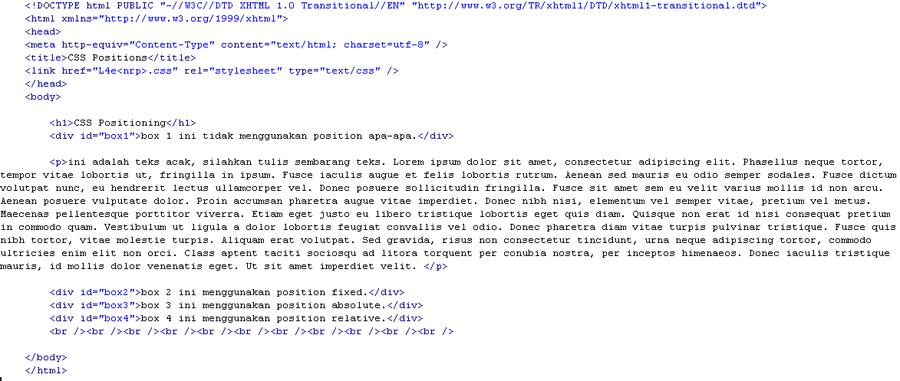 <!DOCTYPE html PUBLIC "-//W3C//DTD XHTML 1.0 Transitional//EN" "http://www.w3.org/TR/xhtml1/DTD/xhtml1-transitional.dtd">
<html xmlns="http://www.w3.org/1999/xhtml">
<head>
<meta http-equiv="Content-Type" content="text/html; charset=utf-8" />
<title>CSS Positions</title>
<link href="L4e<nrp>.css" rel="stylesheet" type="text/css" />
</head>
<body>
<h1>CSS Positioning</h1>
<div id="box1">box 1 ini tidak menggunakan position apa-apa.</div>
<p>ini adalah teks acak, silahkan tulis sembarang teks. Lorem ipsum dolor sit amet, consectetur adipiscing elit. Phasellus neque tortor,
tempor vitae lobortis ut, fringilla in ipsum. Fusce iaculis augue et felis lobortis rutrum. Aenean sed mauris eu odio semper sodales. Fusce dictum
volutpat nunc, eu hendrerit lectus ullamcorper vel. Donec posuere sollicitudin fringilla. Fusce sit amet sem eu velit varius mollis id non arcu.
Aenean posuere vulputate dolor. Proin accumsan pharetra augue vitae imperdiet. Donec nibh nisi, elementum vel semper vitae, pretium vel metus.
Maecenas pellentesque porttitor viverra. Etiam eget justo eu libero tristique lobortis eget quis diam. Quisque non erat id nisi consequat pretium
in commodo quam. Vestibulum ut ligula a dolor lobortis feugiat convallis vel odio. Donec pharetra diam vitae turpis pulvinar tristique. Fusce quis
nibh tortor, vitae molestie turpis. Aliquam erat volutpat. Sed gravida, risus non consectetur tincidunt, urna neque adipiscing tortor, commodo
ultricies enim elit non orci. Class aptent taciti sociosqu ad litora torquent per conubia nostra, per inceptos himenaeos. Donec iaculis tristique
mauris, id mollis dolor venenatis eget. Ut sit amet imperdiet velit. </p>
<div id="box2">box 2 ini menggunakan position fixed.</div>
<div id="box3">box 3 ini menggunakan position absolute.</div>
<div id="box4">box 4 ini menggunakan position relative.</div>
<br /><br /><br /><br /><br /><br /><br /><br /><br /><br /><br />
</body>
</html>